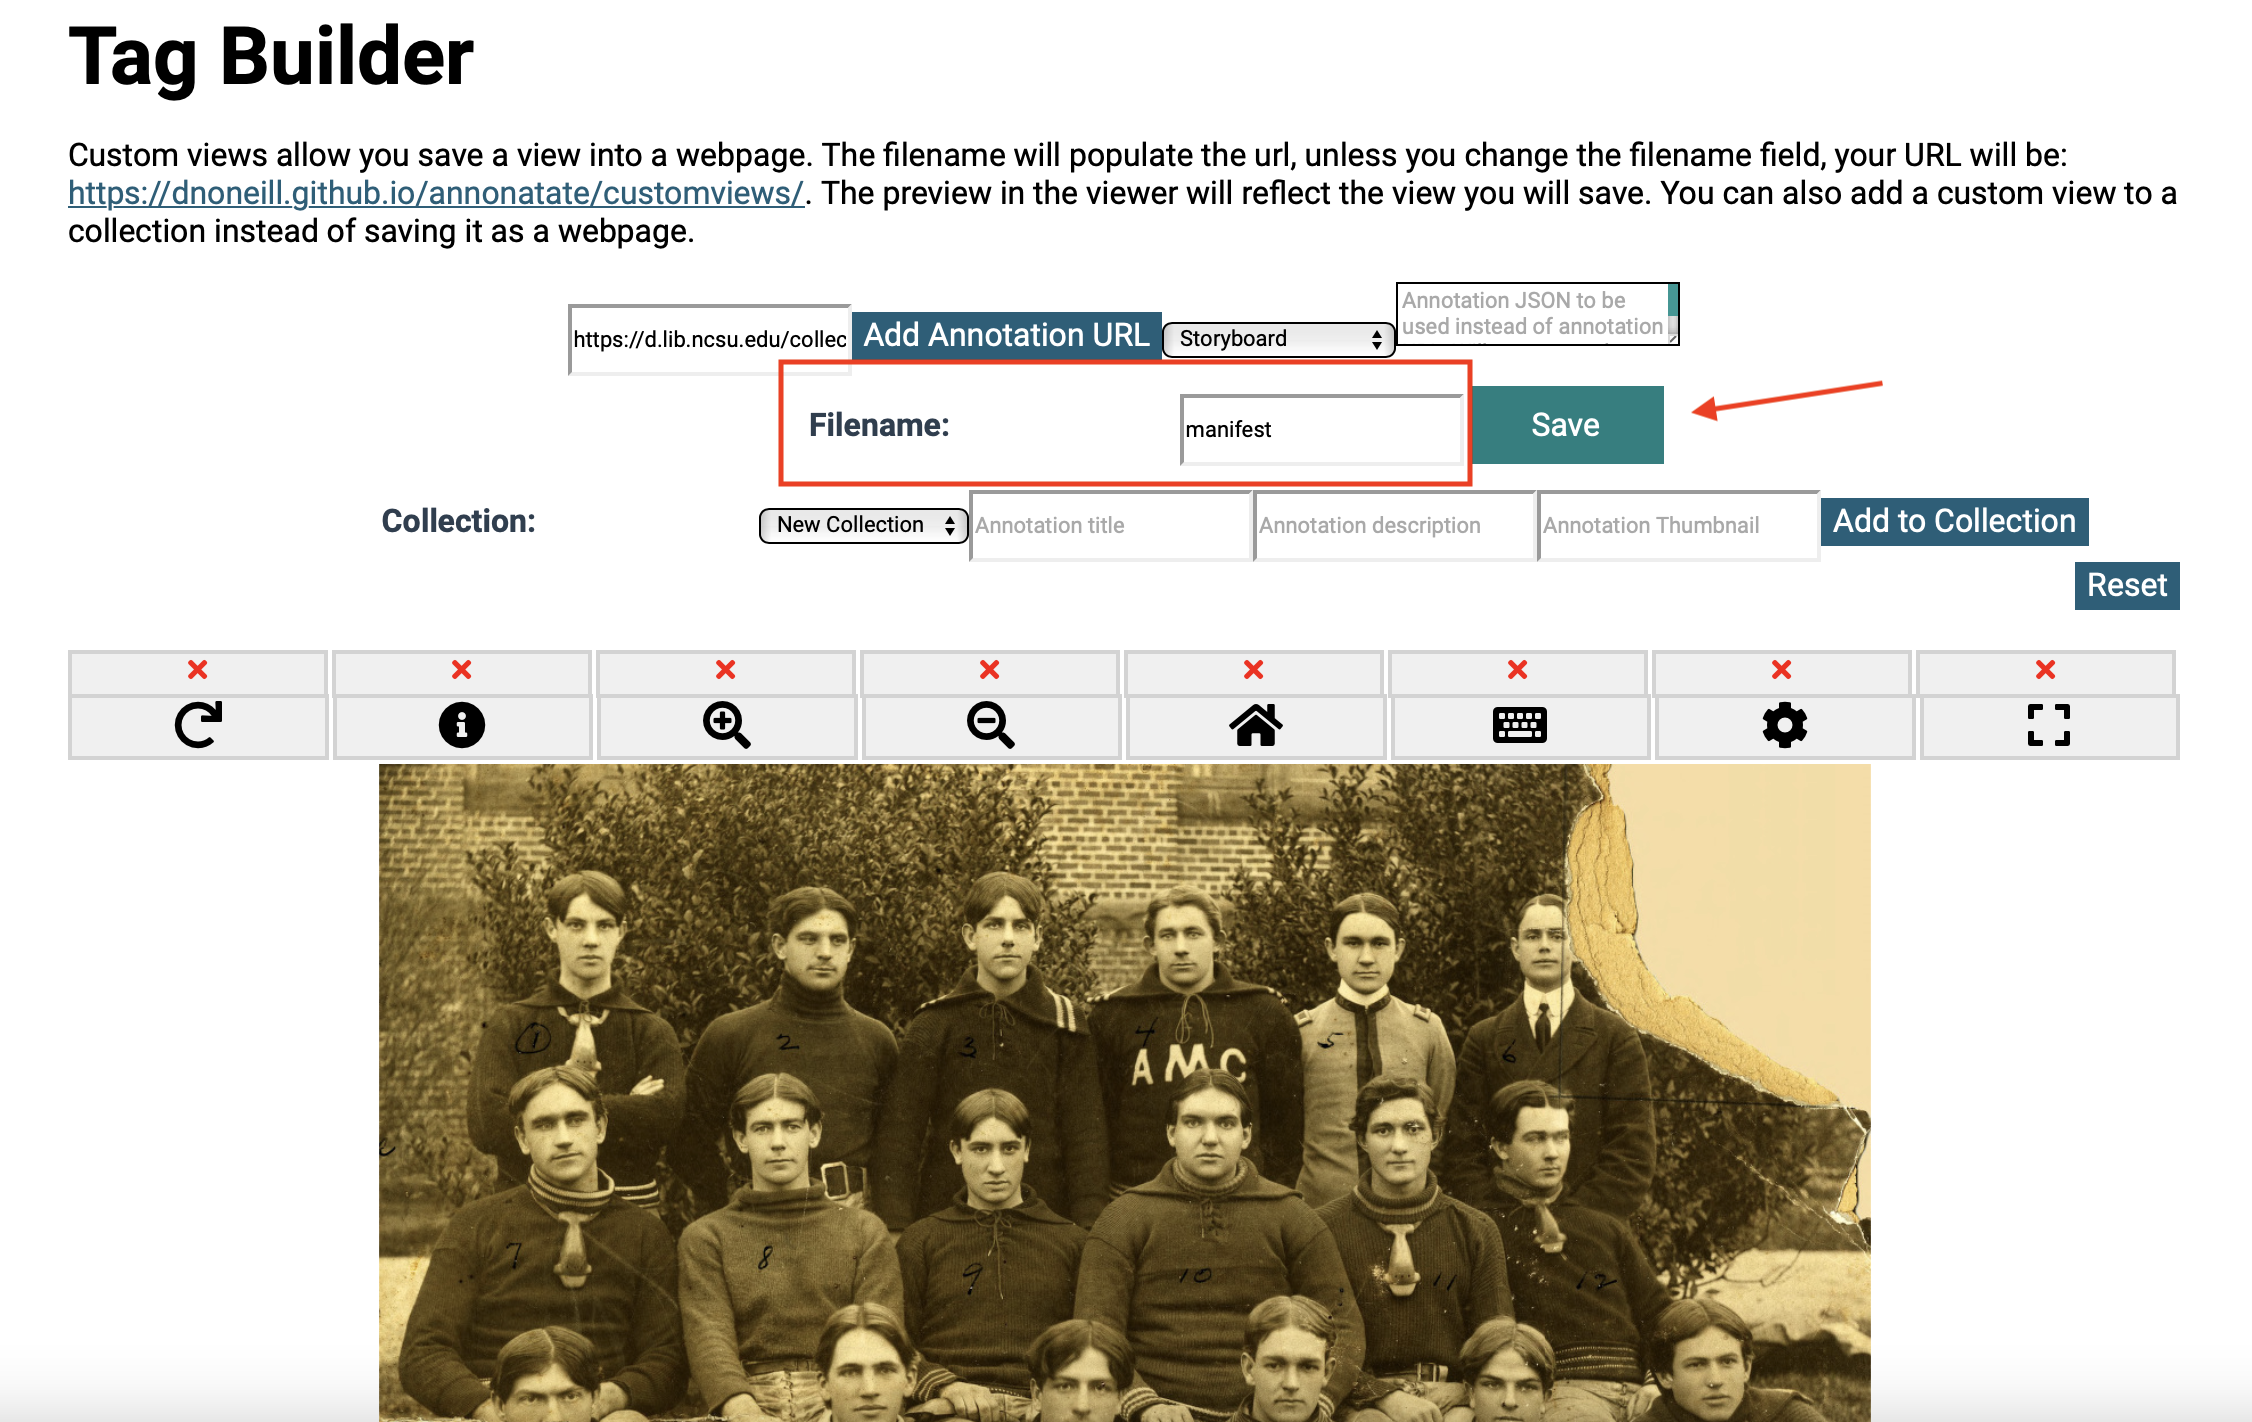 Tag Builder
Custom views allow you save a view into a webpage. The filename will populate the url, unless you change the filename field, your URL will be:
https://dnoneill.github.io/annonatate/customviews/. The preview in the viewer will reflect the view you will save. You can also add a custom view to a
collection instead of saving it as a webpage.
https://d.lib.ncsu.edu/collec Add Annotation URL Storyboard Annotation JSON to be
used instead of annotation
Filename: manifest Save
Collection: New Collection Annotation title Annotation description Annotation Thumbnail Add to Collection
Reset
1 2 3 4 5 6
AMC
7 8 9 10 11 12